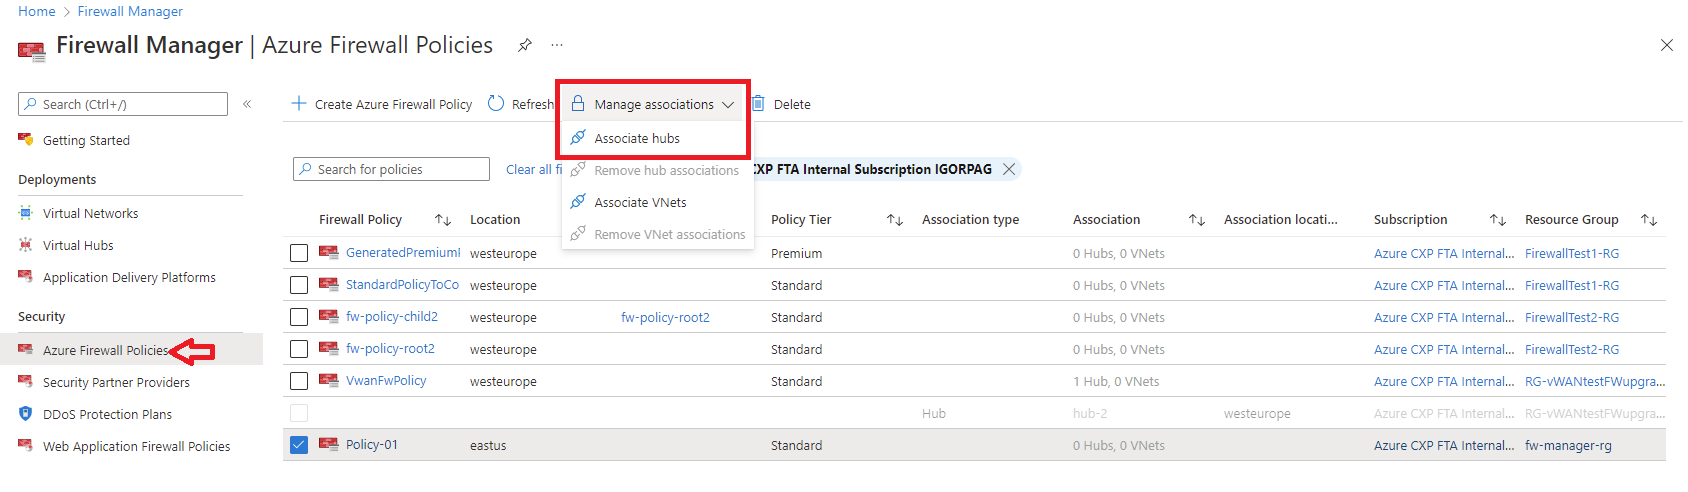 Home > Firewall Manager
Firewall Manager | Azure Firewall Policies ...
Search (Ctrl+/) «
Create Azure Firewall Policy Refresh Manage associations Delete
Getting Started
Associate hubs
Search for policies Clear all fi Remove hub associations CXP FTA Internal Subscription IGORPAG
Deployments
Associate VNets
Remove VNet associations
Virtual Networks
Virtual Hubs
Application Delivery Platforms
Security
Azure Firewall Policies
Security Partner Providers
DDoS Protection Plans
Web Application Firewall Policies
Firewall Policy Location Policy Tier Association type Association Association locati... Subscription Resource Group
GeneratedPremium westeurope Premium 0 Hubs, 0 VNets Azure CXP FTA Internal... FirewallTest1-RG
StandardPolicyToCo westeurope Standard 0 Hubs, 0 VNets Azure CXP FTA Internal... FirewallTest1-RG
fw-policy-child2 westeurope fw-policy-root2 Standard 0 Hubs, 0 VNets Azure CXP FTA Internal... FirewallTest2-RG
fw-policy-root2 westeurope Standard 0 Hubs, 0 VNets Azure CXP FTA Internal... FirewallTest2-RG
VwanFwPolicy westeurope Standard 1 Hub, 0 VNets Azure CXP FTA Internal... RG-vWANtestFWupgra...
Hub hub-2 westeurope Azure CXP FTA Internal... RG-vWANtestFWupgra...
Policy-01 eastus Standard 0 Hubs, 0 VNets Azure CXP FTA Internal... fw-manager-rg